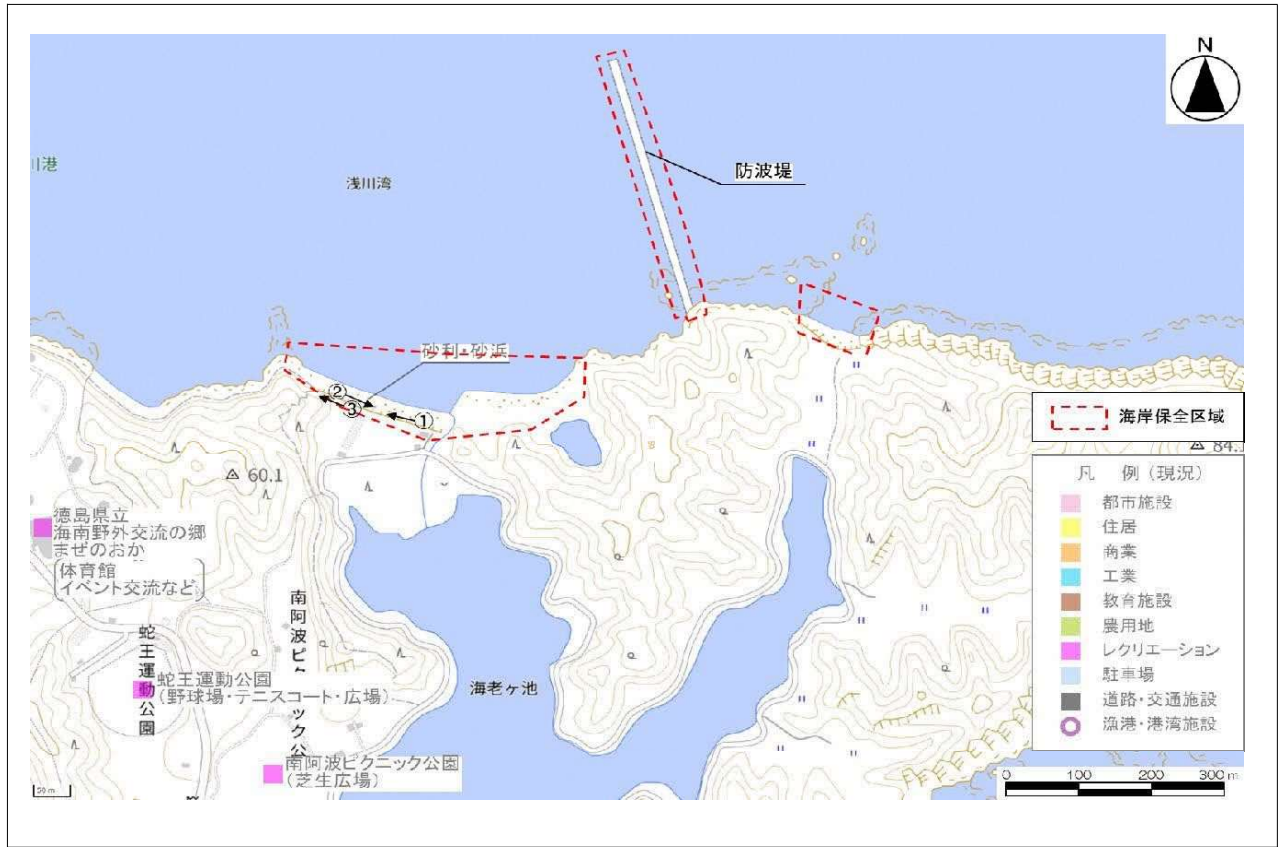 N
川港
浅川湾
防波堤
砂利・砂浜
②
③
①
60.1
海岸保全区域
84.
凡 例 (現況)
都市施設
住居
商業
工業
教育施設
農用地
レクリエーション
駐車場
道路・交通施設
漁港・港湾施設
徳島県立
海南野外交流の郷
まぜのおか
体育館
イベント交流など
南阿波ピク
ック公
蛇王運動公園
蛇王運動公園
(野球場・テニスコート・広場)
海老ヶ池
南阿波ピクニック公園
(芝生広場)
0 100 200 300 m